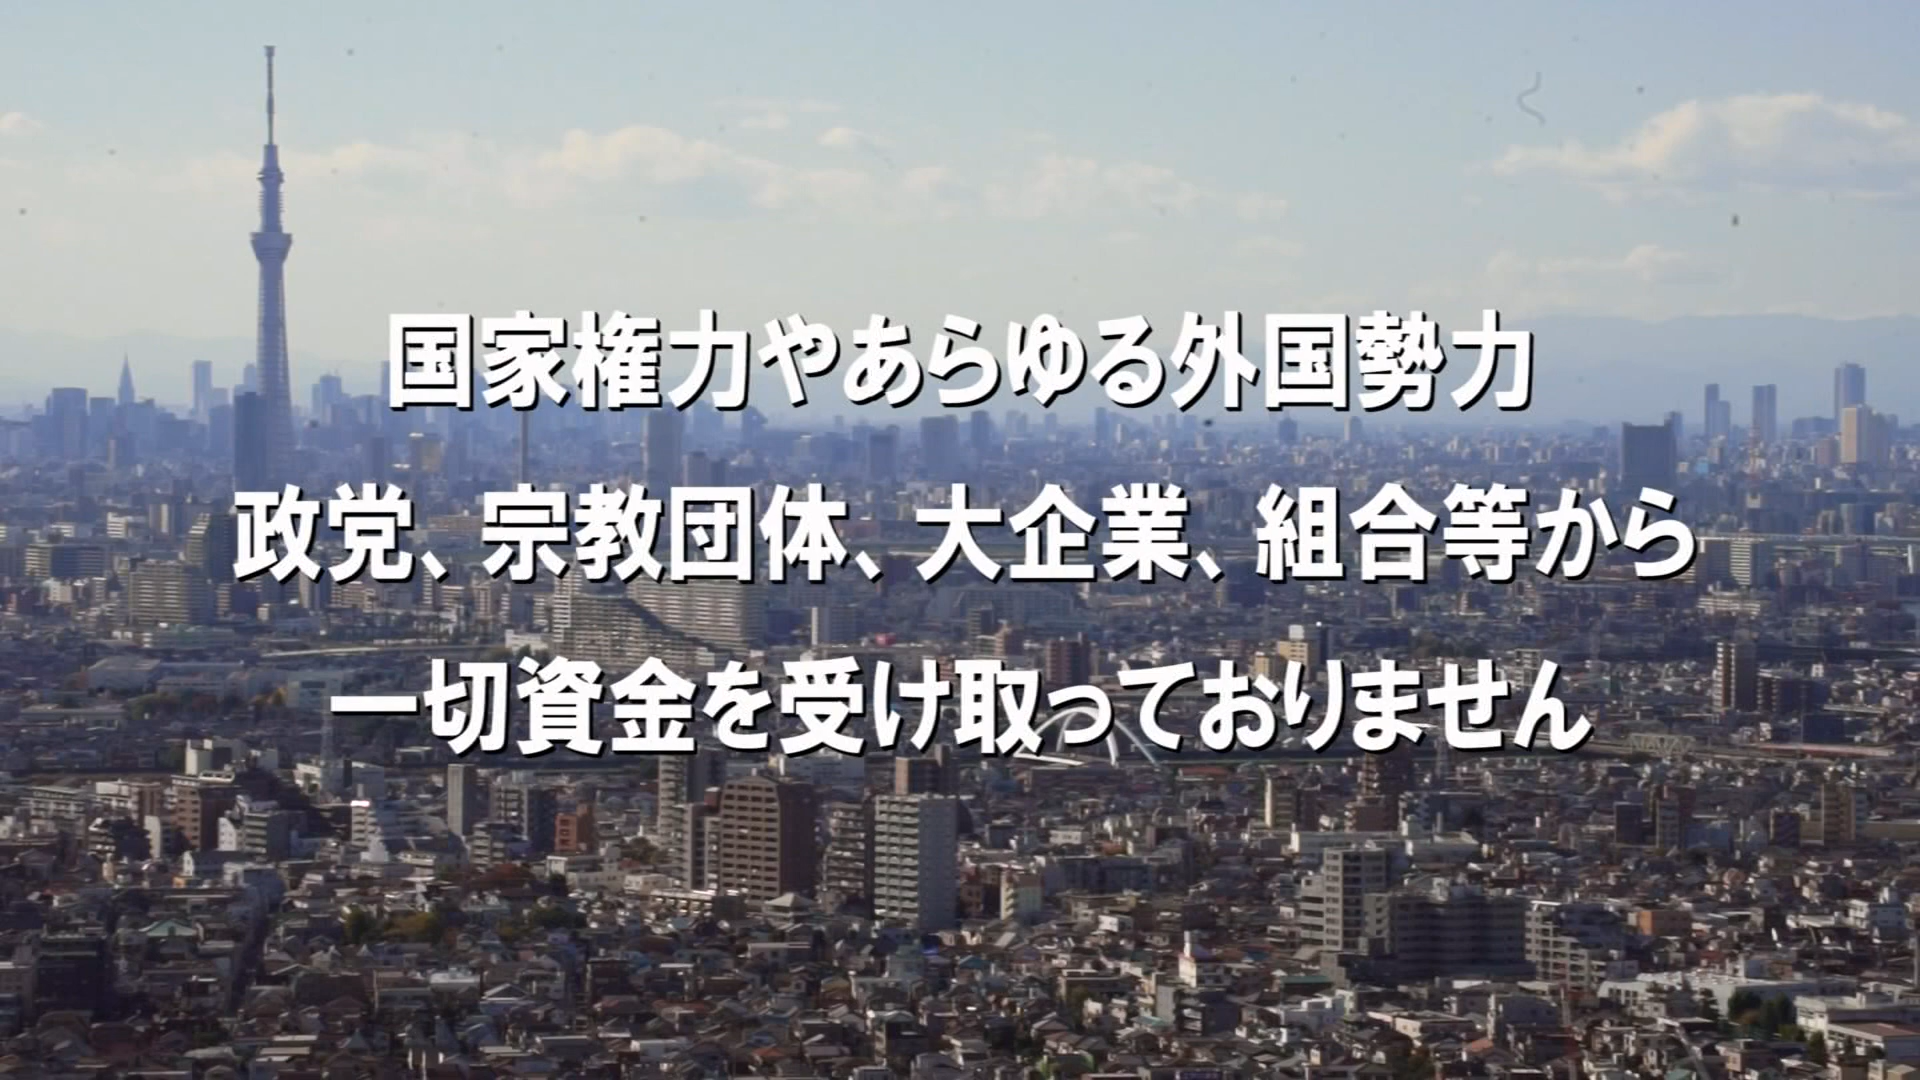 国家権力やあらゆる外国勢力
政党、宗教団体、大企業、組合等から
一切資金を受け取っておりません